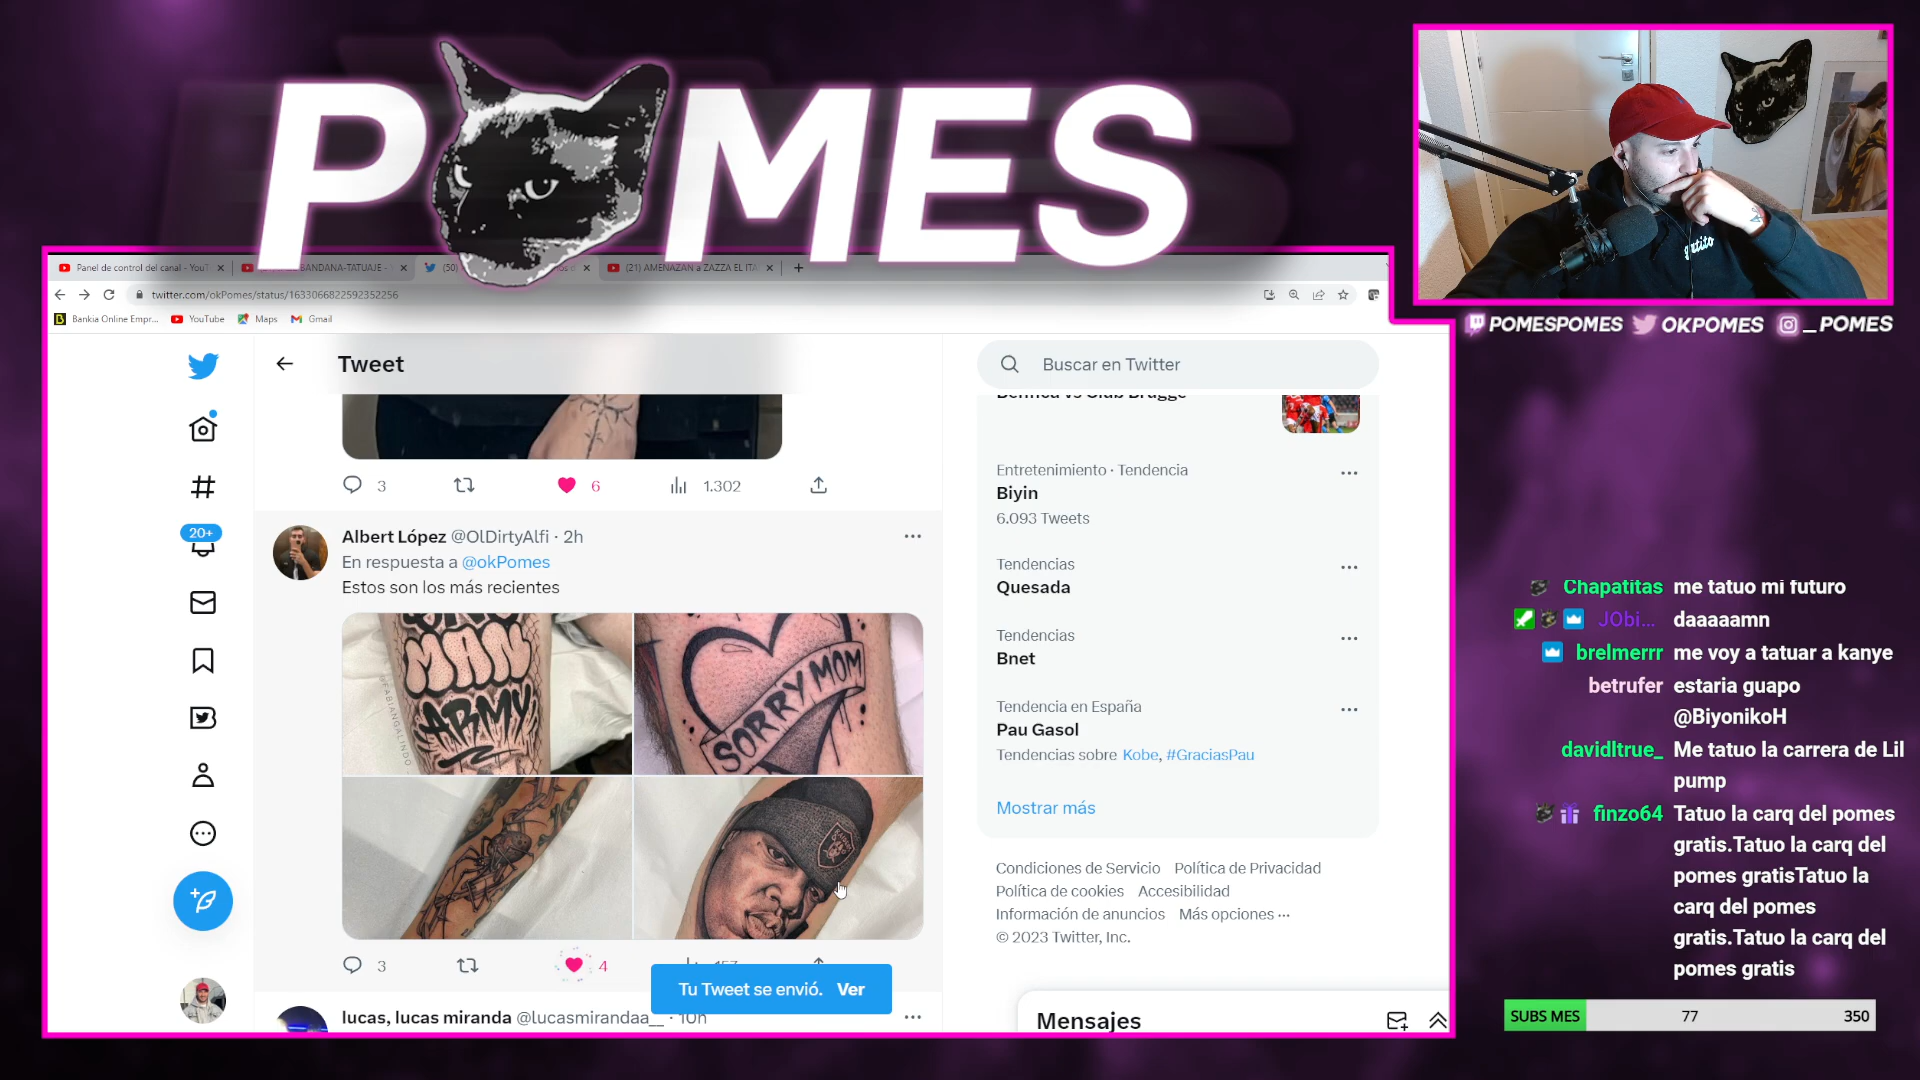 POMES
Panel de control del canal - YouT
BANDANA-TATUAJE -
(50)
(21) AMENAZAN a ZAZZA EL ITA
twitter.com/okPomes/status/1633066822592352256
Bankia Online Empr...
YouTube
Maps
Gmail
POMESPOMES
OKPOMES
_POMES
Tweet
Buscar en Twitter
3
6
1.302
Albert López @OlDirtyAlfi · 2h
En respuesta a @okPomes
Estos son los más recientes
MAN
ARMY
SORRY MOM
3
4
Tu Tweet se envió. Ver
lucas, lucas miranda @lucasmirandaa__ · 10h
20+
Benfica vs Club Brugge
Entretenimiento · Tendencia
Biyin
6.093 Tweets
Tendencias
Quesada
Tendencias
Bnet
Tendencia en España
Pau Gasol
Tendencias sobre Kobe, #GraciasPau
Mostrar más
Condiciones de Servicio Política de Privacidad
Política de cookies Accesibilidad
Información de anuncios Más opciones ···
© 2023 Twitter, Inc.
Mensajes
Chapatitas me tatuo mi futuro
JObi... daaaaamn
brelmerrr me voy a tatuar a kanye
betrufer estaria guapo
@BiyonikoH
davidltrue_ Me tatuo la carrera de Lil
pump
finzo64 Tatuo la carq del pomes
gratis.Tatuo la carq del
pomes gratisTatuo la
carq del pomes
gratis.Tatuo la carq del
pomes gratis
SUBS MES 77 350